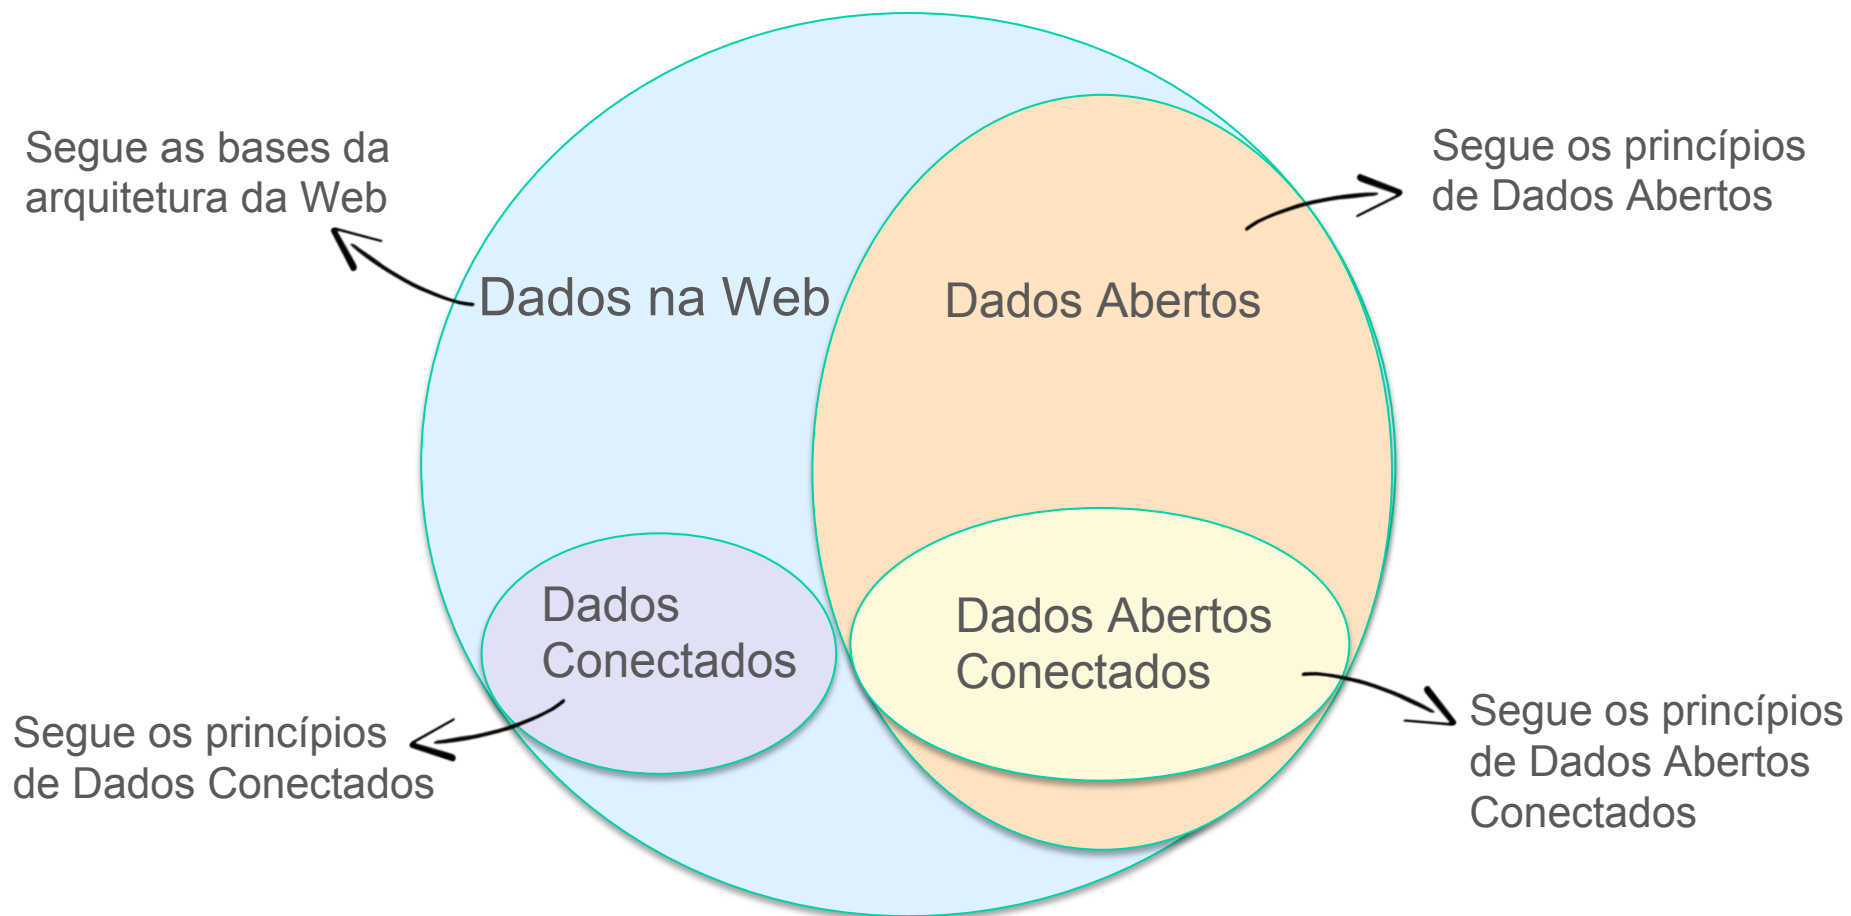 Segue as bases da
arquitetura da Web
Segue os princípios
de Dados Abertos
Dados na Web
Dados Abertos
Dados
Conectados
Dados Abertos
Conectados
Segue os princípios
de Dados Conectados
Segue os princípios
de Dados Abertos
Conectados